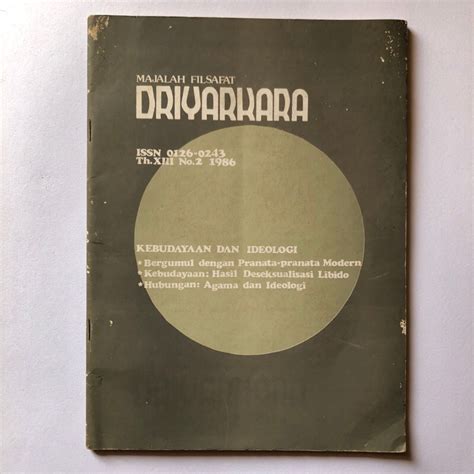 MAJALAH FILSAFAT
DRIYARKARA
ISSN 0126-0243
Th.XIII No.2 1986
KEBUDAYAAN DAN IDEOLOGI
* Bergumul dengan Pranata-pranata Modern
* Kebudayaan: Hasil Deseksualisasi Libido
* Hubungan: Agama dan Ideologi